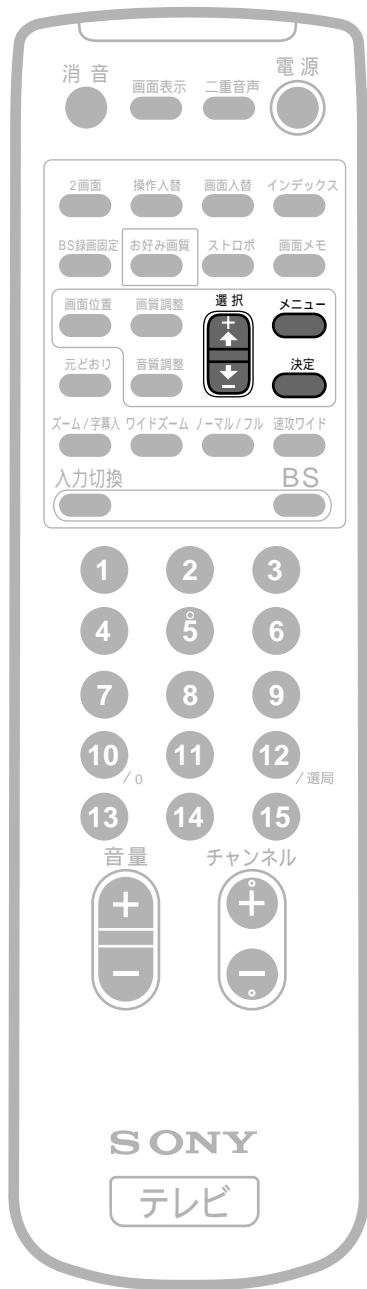 消音 画面表示 二重音声 電源
2画面 操作入替 画面入替 インデックス
BS録画固定 お好み画質 ストロボ 画面メモ
画面位置 画質調整 選択 メニュー
+
元どおり 音質調整 決定
−
ズーム/字幕入 ワイドズーム ノーマル/フル 速攻ワイド
入力切換 BS
1 2 3
4 5 6
7 8 9
10/0 11 12/選局
13 14 15
音量 チャンネル
+ +
− −
SONY
テレビ